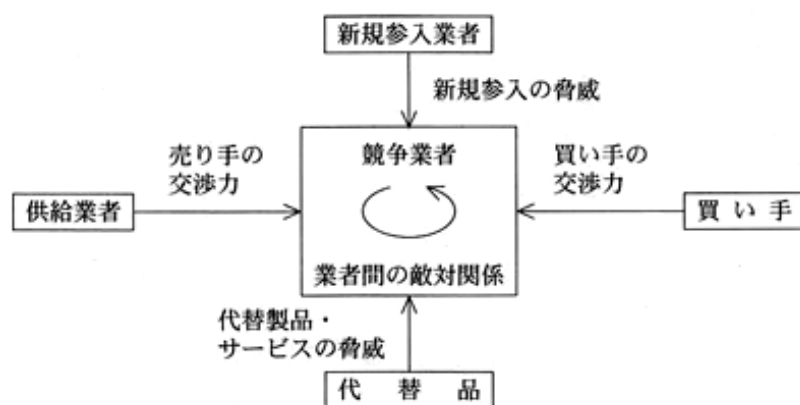 新規参入業者
新規参入の脅威
売り手の
交渉力
競争業者
買い手の
交渉力
供給業者
買い手
業者間の敵対関係
代替製品・
サービスの脅威
代替品